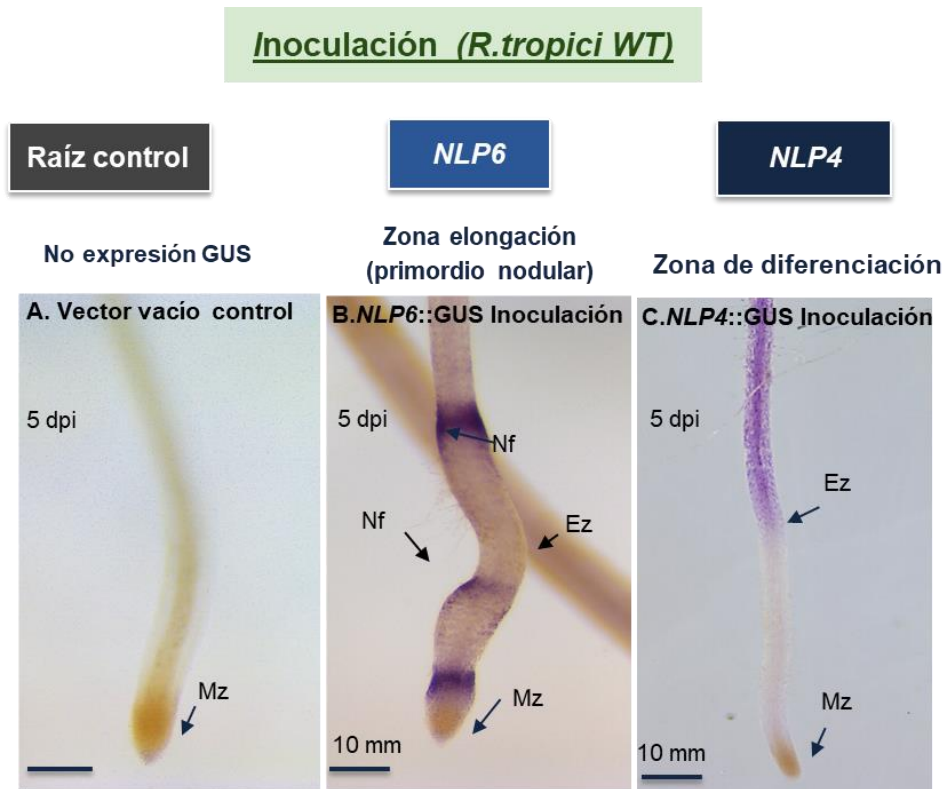 Inoculación (R.tropici WT)
Raíz control
NLP6
NLP4
No expresión GUS
Zona elongación
(primordio nodular)
Zona de diferenciación
A. Vector vacío control
5 dpi
Mz
B.NLP6::GUS Inoculación
5 dpi
Nf
Nf
Ez
Mz
10 mm
C.NLP4::GUS Inoculación
5 dpi
Ez
Mz
10 mm